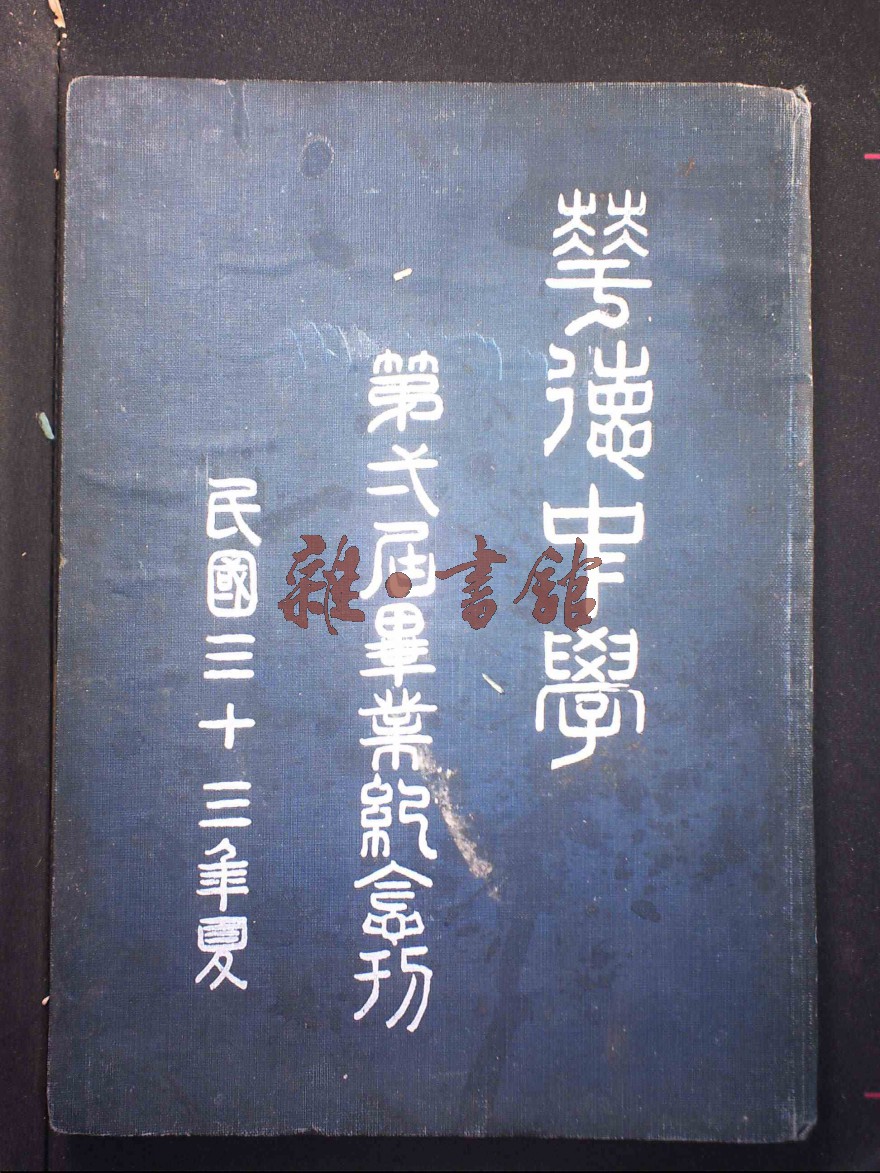 華德中學
第弍屆畢業紀念刊
民國三十三年夏
雜·書館